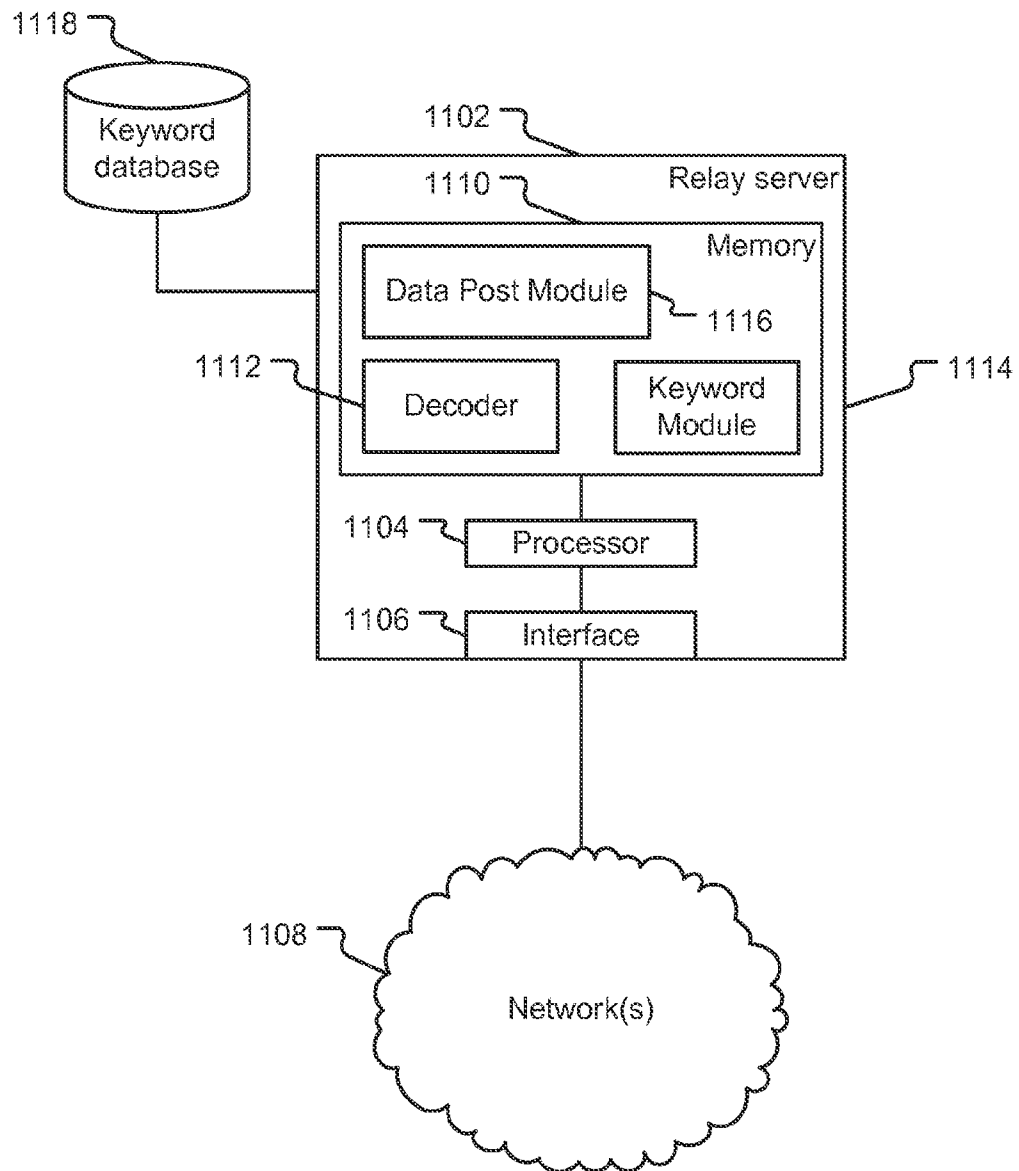 1118
Keyword
database
1102
Relay server
1110
Memory
Data Post Module
1116
1112
Decoder
Keyword
Module
1114
1104
Processor
1106
Interface
1108
Network(s)